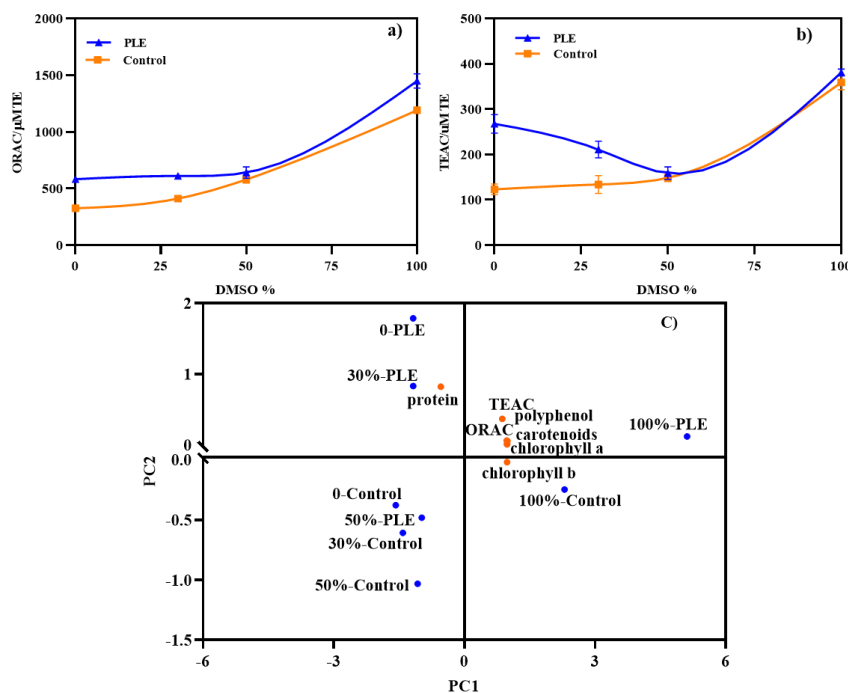 a)
PLE
Control
ORAC/µMTE
2000
1500
1000
500
0
0 25 50 75 100
DMSO %
b)
PLE
Control
TEAC/uMTE
500
400
300
200
100
0
0 25 50 75 100
DMSO %
C)
PC2
2
1
0
0.0
-0.5
-1.0
-1.5
0-PLE
30%-PLE
protein
TEAC
polyphenol
ORAC
carotenoids
chlorophyll a
chlorophyll b
100%-PLE
100%-Control
0-Control
50%-PLE
30%-Control
50%-Control
-6 -3 0 3 6
PC1